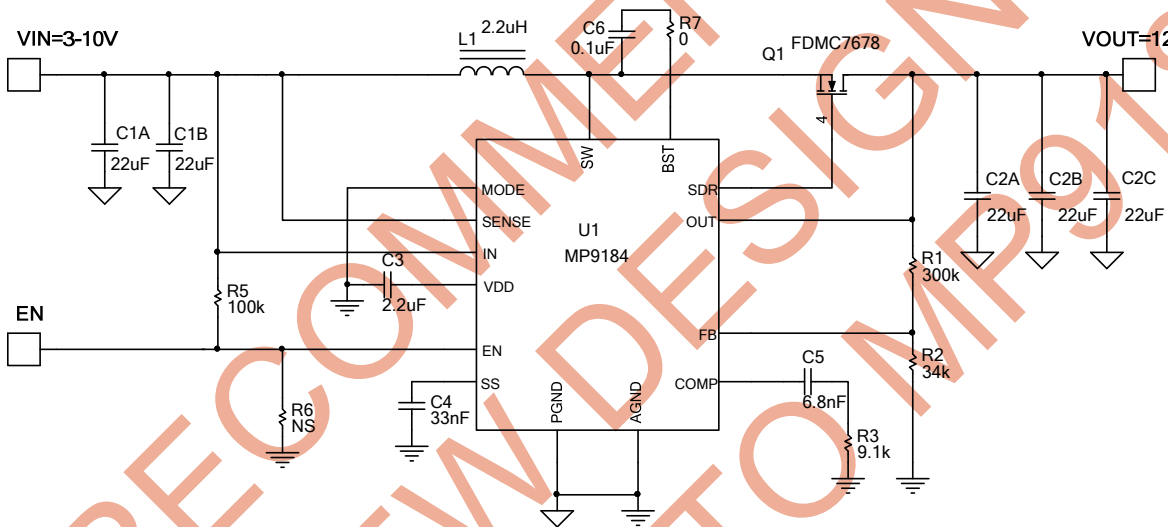 VIN=3-10V
L1
2.2uH
C6
0.1uF
R7
0
Q1
FDMC7678
4
VOUT=12
C1A
22uF
C1B
22uF
SW
BST
MODE
SENSE
IN
VDD
EN
SS
PGND
AGND
SDR
OUT
FB
COMP
U1
MP9184
C3
2.2uF
R5
100k
EN
R6
NS
C4
33nF
C5
6.8nF
R3
9.1k
R1
300k
R2
34k
C2A
22uF
C2B
22uF
C2C
22uF
RECOMME
EW DESIGN
TO MP91